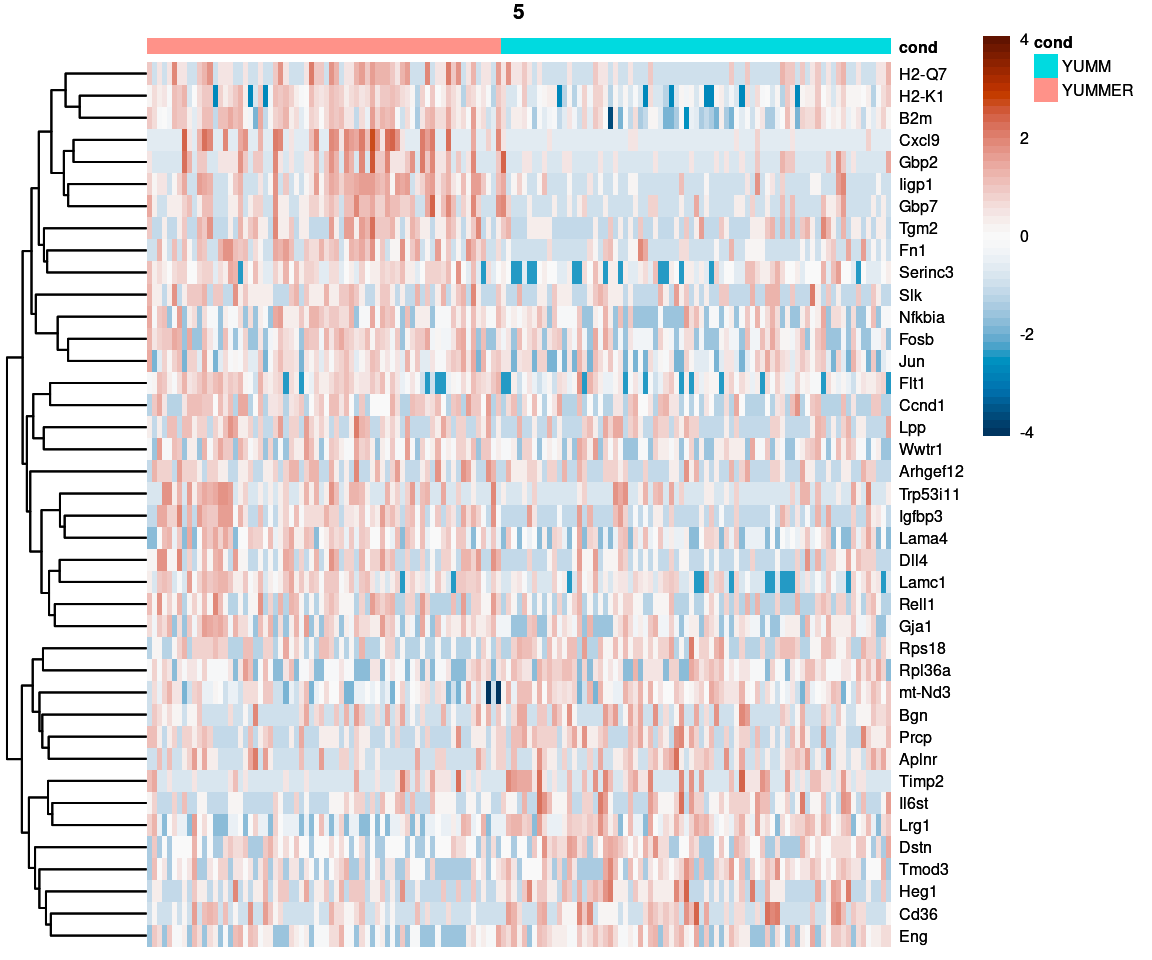 5
cond
H2-Q7
H2-K1
B2m
Cxcl9
Gbp2
Iigp1
Gbp7
Tgm2
Fn1
Serinc3
Slk
Nfkbia
Fosb
Jun
Flt1
Ccnd1
Lpp
Wwtr1
Arhgef12
Trp53i11
Igfbp3
Lama4
Dll4
Lamc1
Rell1
Gja1
Rps18
Rpl36a
mt-Nd3
Bgn
Prcp
Aplnr
Timp2
Il6st
Lrg1
Dstn
Tmod3
Heg1
Cd36
Eng
4
2
0
-2
-4
cond
YUMM
YUMMER